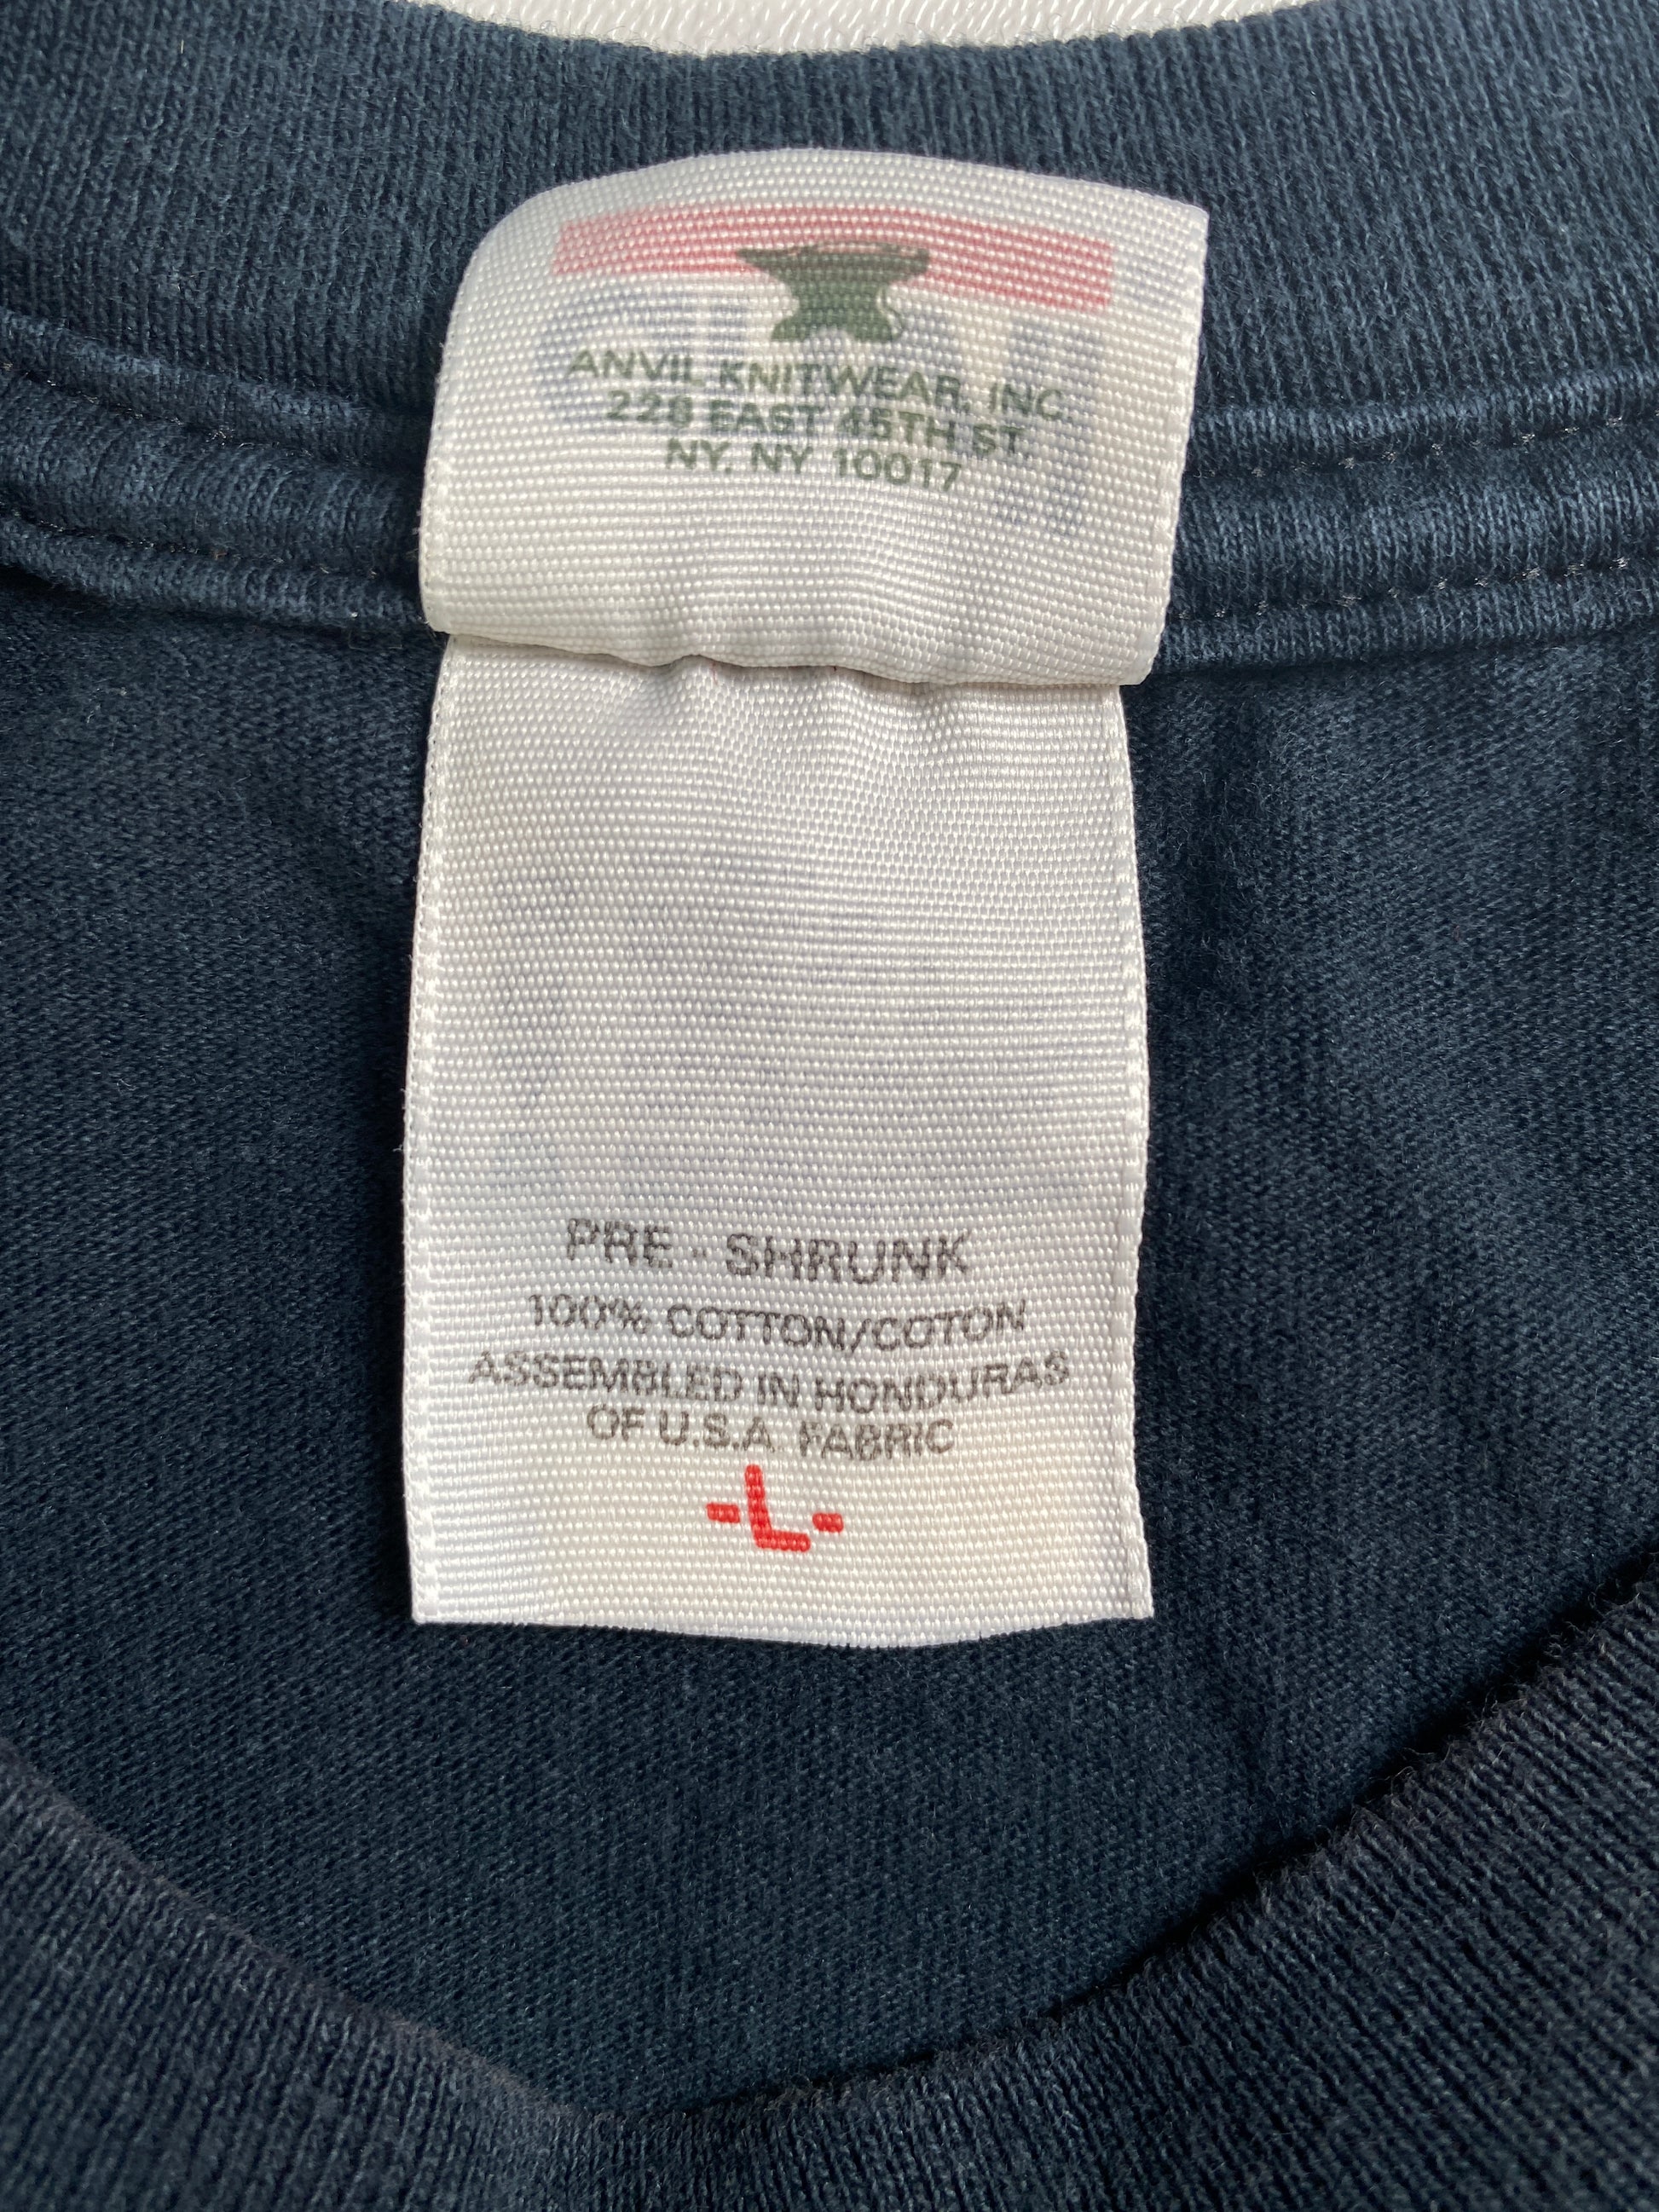 ANVIL KNITWEAR, INC.
228 EAST 45TH ST.
NY, NY 10017
PRE - SHRUNK
100% COTTON/COTON
ASSEMBLED IN HONDURAS
OF U.S.A. FABRIC
-L-